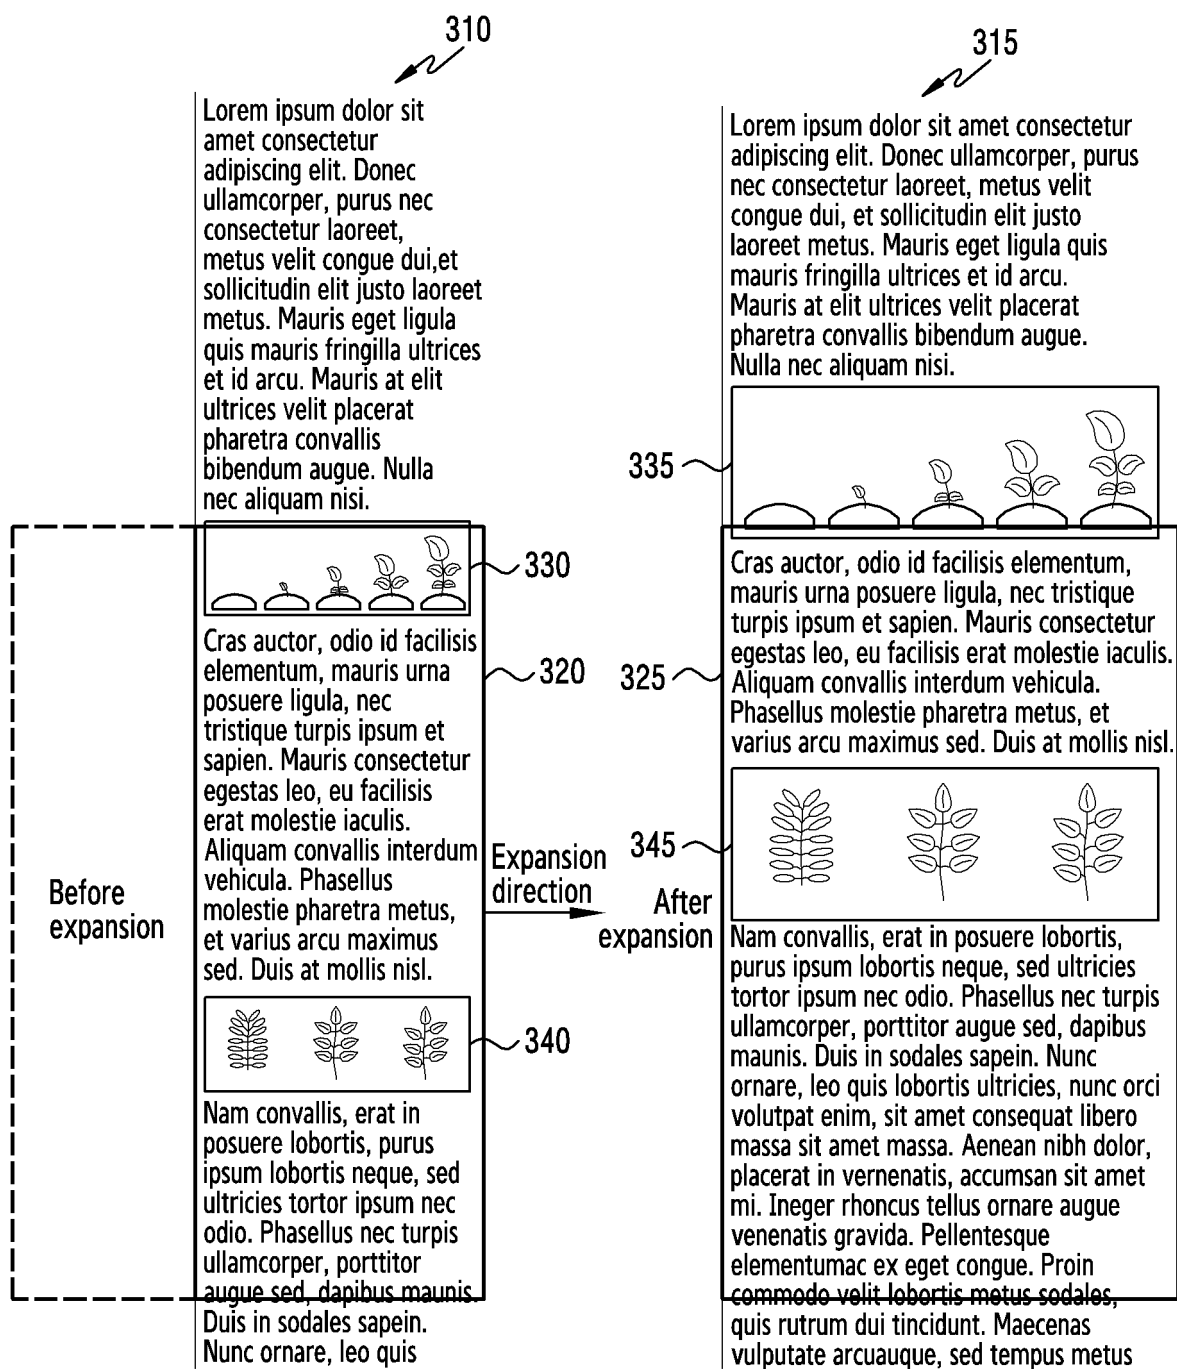 310
Lorem ipsum dolor sit
amet consectetur
adipiscing elit. Donec
ullamcorper, purus nec
consectetur laoreet,
metus velit congue dui,et
sollicitudin elit justo laoreet
metus. Mauris eget ligula
quis mauris fringilla ultrices
et id arcu. Mauris at elit
ultrices velit placerat
pharetra convallis
bibendum augue. Nulla
nec aliquam nisi.
330
Cras auctor, odio id facilisis
elementum, mauris urna
posuere ligula, nec
tristique turpis ipsum et
sapien. Mauris consectetur
egestas leo, eu facilisis
erat molestie iaculis.
Aliquam convallis interdum
vehicula. Phasellus
molestie pharetra metus,
et varius arcu maximus
sed. Duis at mollis nisl.
320
340
Nam convallis, erat in
posuere lobortis, purus
ipsum lobortis neque, sed
ultricies tortor ipsum nec
odio. Phasellus nec turpis
ullamcorper, porttitor
augue sed, dapibus maunis.
Duis in sodales sapein.
Nunc ornare, leo quis
Before
expansion
Expansion
direction
After
expansion
315
Lorem ipsum dolor sit amet consectetur
adipiscing elit. Donec ullamcorper, purus
nec consectetur laoreet, metus velit
congue dui, et sollicitudin elit justo
laoreet metus. Mauris eget ligula quis
mauris fringilla ultrices et id arcu.
Mauris at elit ultrices velit placerat
pharetra convallis bibendum augue.
Nulla nec aliquam nisi.
335
Cras auctor, odio id facilisis elementum,
mauris urna posuere ligula, nec tristique
turpis ipsum et sapien. Mauris consectetur
egestas leo, eu facilisis erat molestie iaculis.
Aliquam convallis interdum vehicula.
Phasellus molestie pharetra metus, et
varius arcu maximus sed. Duis at mollis nisl.
325
345
Nam convallis, erat in posuere lobortis,
purus ipsum lobortis neque, sed ultricies
tortor ipsum nec odio. Phasellus nec turpis
ullamcorper, porttitor augue sed, dapibus
maunis. Duis in sodales sapein. Nunc
ornare, leo quis lobortis ultricies, nunc orci
volutpat enim, sit amet consequat libero
massa sit amet massa. Aenean nibh dolor,
placerat in vernenatis, accumsan sit amet
mi. Ineger rhoncus tellus ornare augue
venenatis gravida. Pellentesque
elementumac ex eget congue. Proin
commodo velit lobortis metus sodales,
quis rutrum dui tincidunt. Maecenas
vulputate arcuauque, sed tempus metus